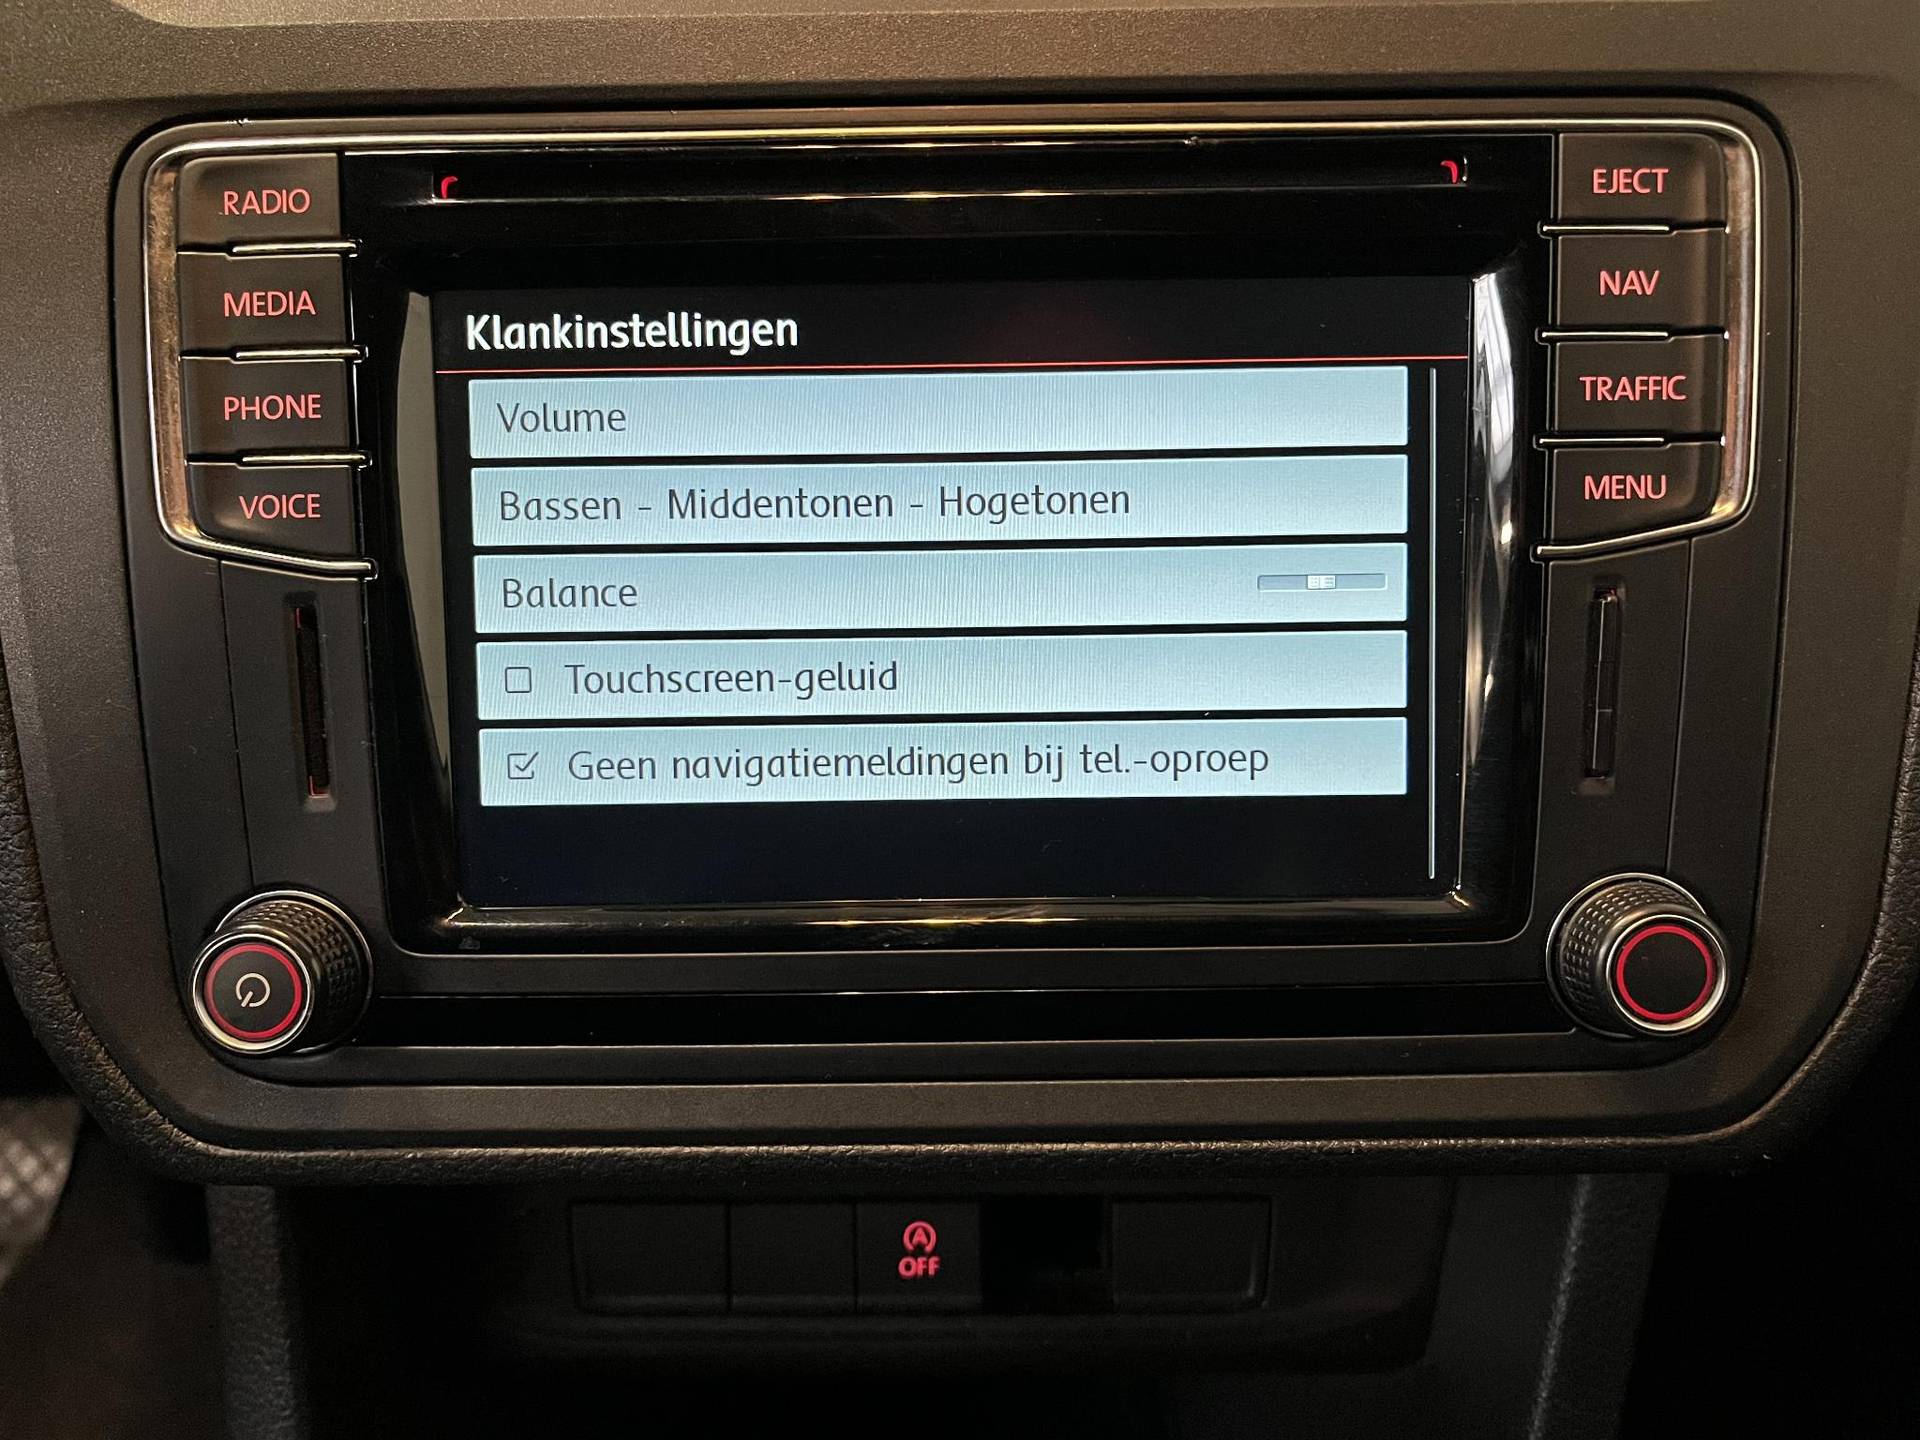 RADIO
MEDIA
PHONE
VOICE
EJECT
NAV
TRAFFIC
MENU
Klankinstellingen
Volume
Bassen - Middentonen - Hogetonen
Balance
Touchscreen-geluid
Geen navigatiemeldingen bij tel.-oproep
A
OFF